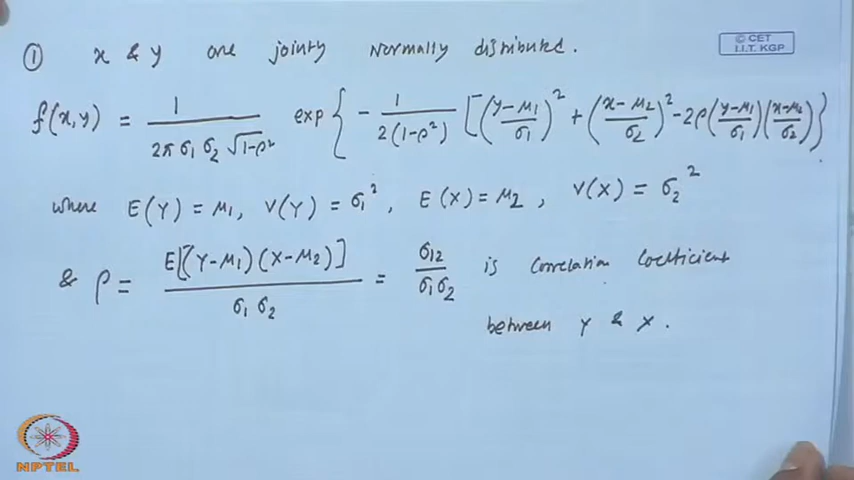 ① X & Y are jointly Normally distributed.
© CET
I.I.T. KGP
f(x,y) = 1 / (2π σ₁ σ₂ √(1-ρ²)) exp{ - 1 / (2(1-ρ²)) [ ((y-μ₁)/σ₁)² + ((x-μ₂)/σ₂)² - 2ρ((y-μ₁)/σ₁)((x-μ₂)/σ₂) }
where E(Y) = μ₁, V(Y) = σ₁², E(X) = μ₂, V(X) = σ₂²
& ρ = E[(Y-μ₁)(X-μ₂)] / (σ₁ σ₂) = σ₁₂ / (σ₁σ₂) is Correlation Coefficient
between Y & X.
NPTEL